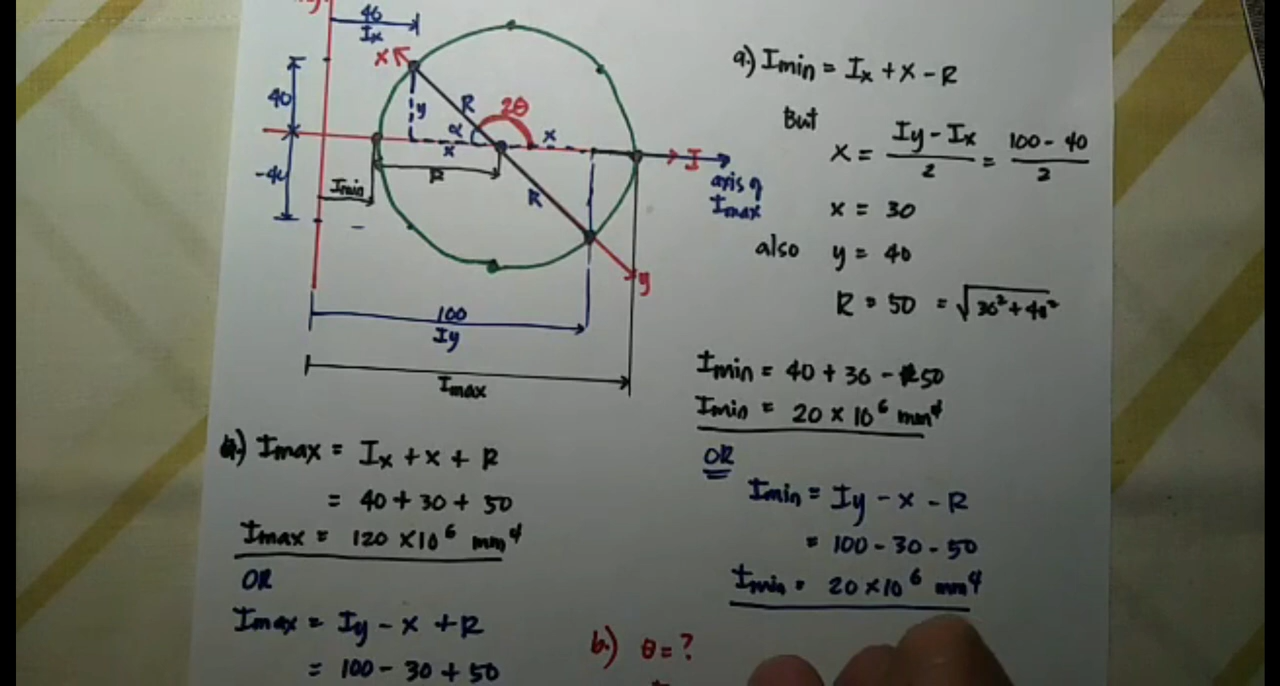 40
Ix
X
40
-40
y
R
α
2θ
x
x
R
R
Imin
I
axis of
Imax
y
100
Iy
Imax
a.) Imin = Ix + x - R
But
x = Iy - Ix / 2 = 100 - 40 / 2
x = 30
also y = 40
R = 50 = √30² + 40²
Imin = 40 + 30 - 50
Imin = 20 x 10⁶ mm⁴
OR
Imin = Iy - x - R
= 100 - 30 - 50
Imin = 20 x 10⁶ mm⁴
Imax = Ix + x + R
= 40 + 30 + 50
Imax = 120 x 10⁶ mm⁴
OR
Imax = Iy - x + R
= 100 - 30 + 50
b.) θ = ?